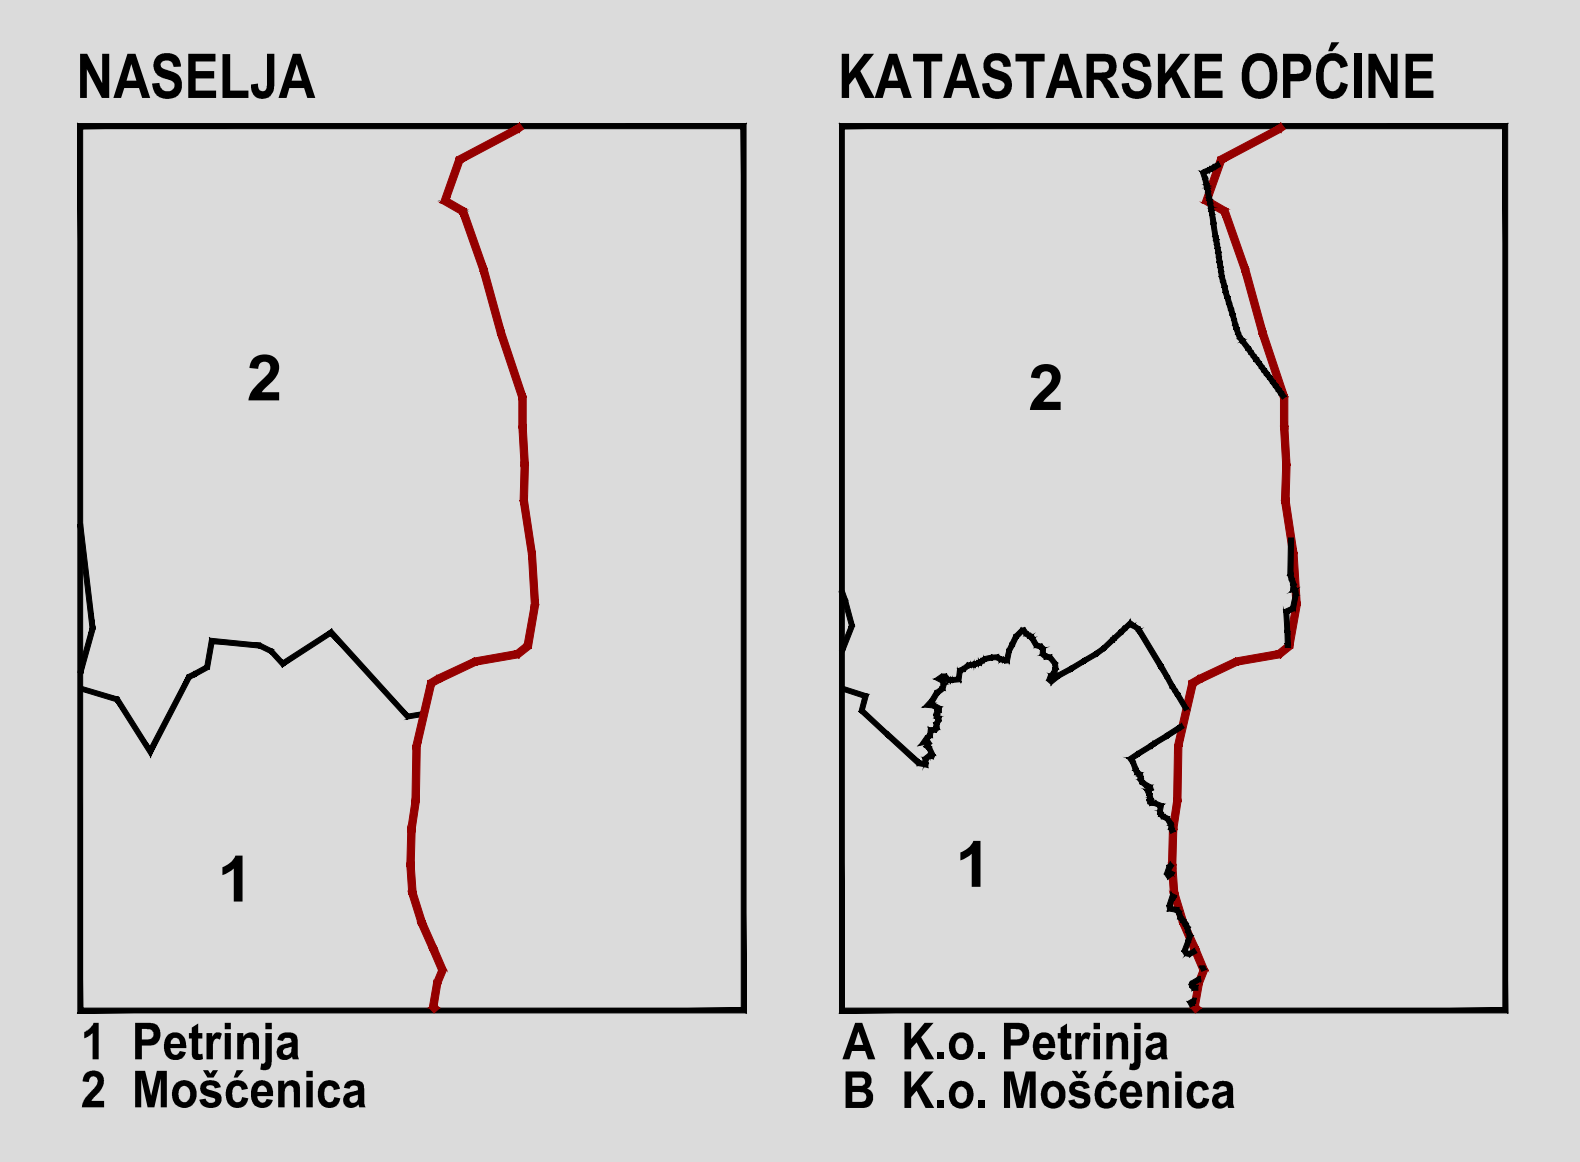 NASELJA
2
1
1 Petrinja
2 Mošćenica
KATASTARSKE OPĆINE
2
1
A K.o. Petrinja
B K.o. Mošćenica